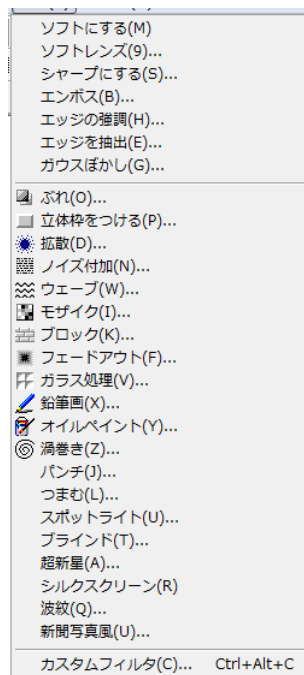 ソフトにする(M)
ソフトレンズ(9)...
シャープにする(S)...
エンボス(B)...
エッジの強調(H)...
エッジを抽出(E)...
ガウスぼかし(G)...
ぶれ(O)...
立体枠をつける(P)...
拡散(D)...
ノイズ付加(N)...
ウェーブ(W)...
モザイク(I)...
ブロック(K)...
フェードアウト(F)...
ガラス処理(V)...
鉛筆画(X)...
オイルペイント(Y)...
渦巻き(Z)...
パンチ(J)...
つまむ(L)...
スポットライト(U)...
ブラインド(T)...
超新星(A)...
シルクスクリーン(R)
波紋(Q)...
新聞写真風(U)...
カスタムフィルタ(C)... Ctrl+Alt+C